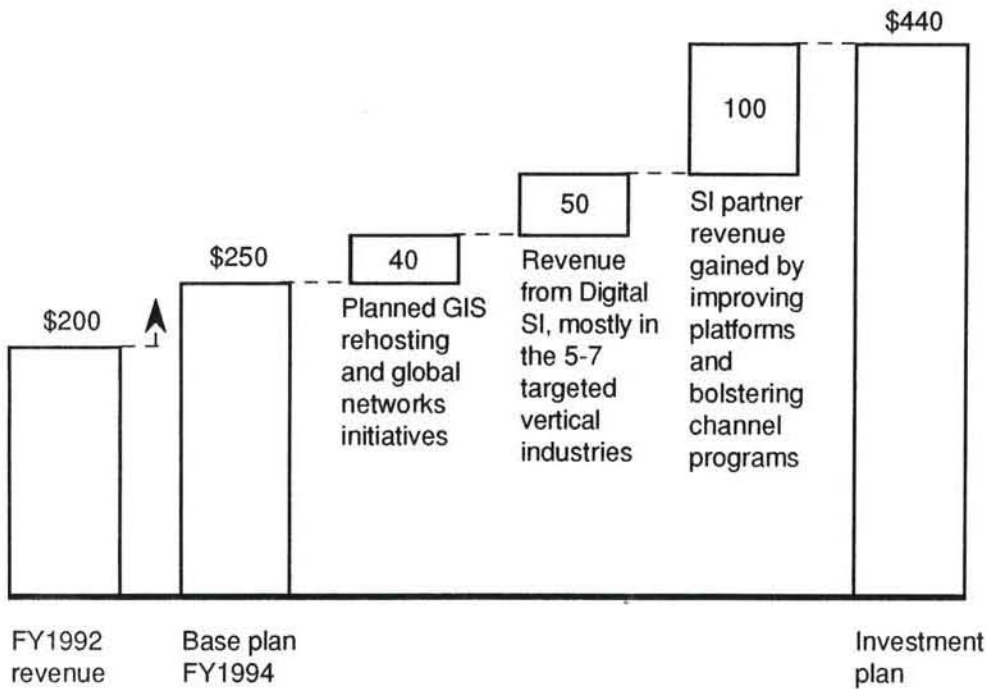 $440
100
50
SI partner
revenue
gained by
improving
platforms
and
bolstering
channel
programs
$250
40
Revenue
from Digital
SI, mostly in
the 5-7
targeted
vertical
industries
$200
Planned GIS
rehosting
and global
networks
initiatives
FY1992
revenue
Base plan
FY1994
Investment
plan